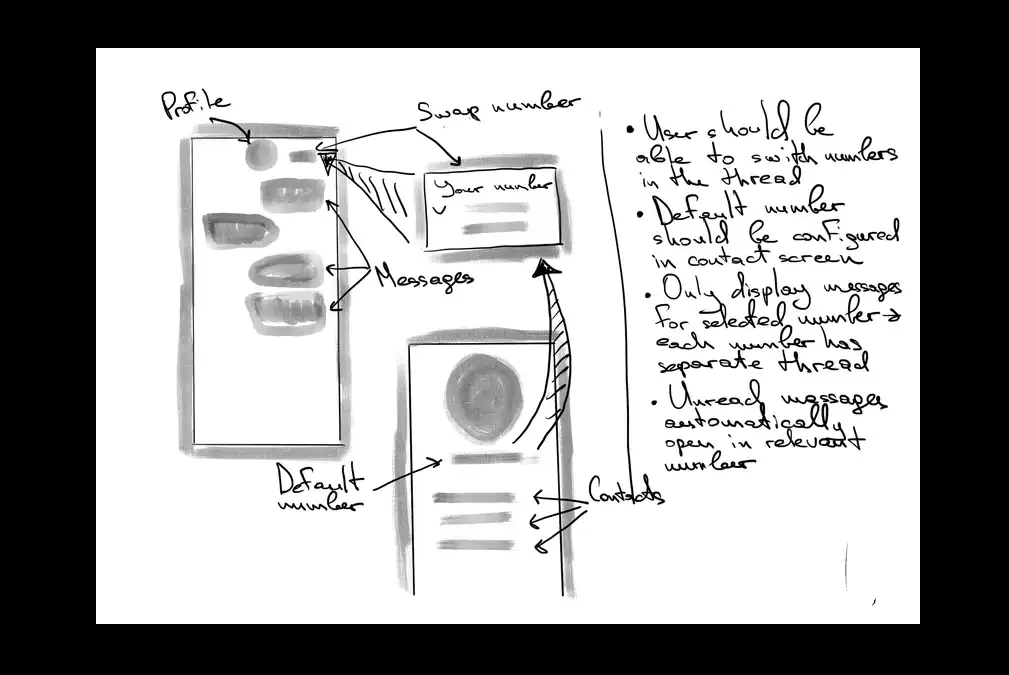 Profile
Swap number
Your number
Messages
Default
number
Contacts
• User should be
able to swith numbers
in the thread
• Default number
should be configured
in contact screen
• Only display messages
for selected number→
each number has
separate thread
• Unread messages
automatically
open in relevant
number